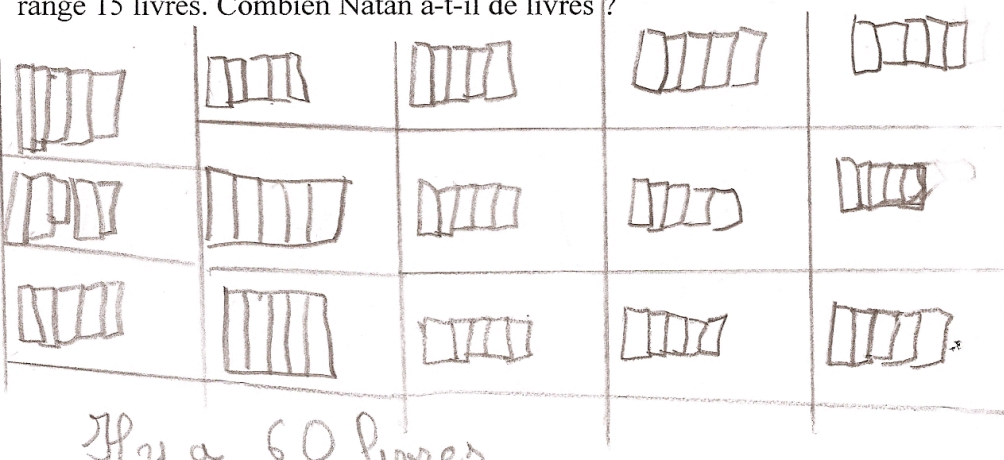 range 15 livres. Combien Natan a-t-il de livres ?
Il y a 60 livres